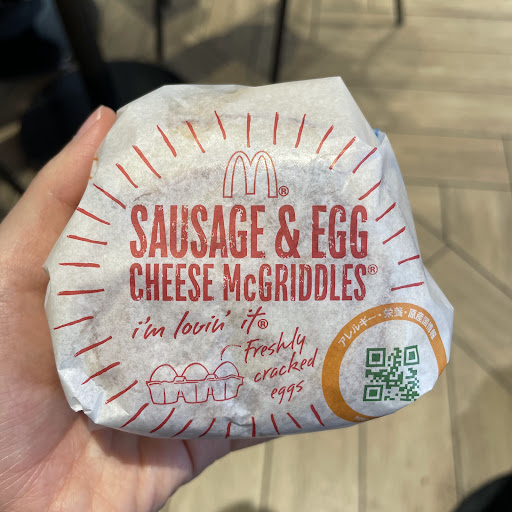 SAUSAGE & EGG
CHEESE McGRIDDLES®
i'm lovin' it®
Freshly
cracked
eggs
アレルギー・栄養・原産国情報